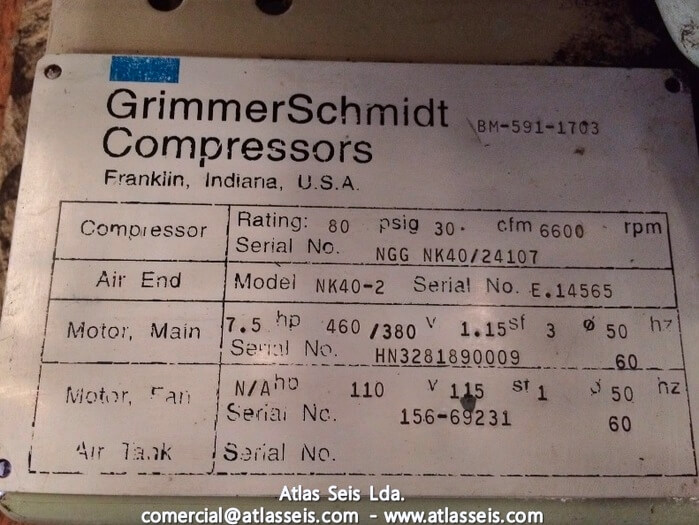 GrimmerSchmidt BM-591-1703
Compressors
Franklin, Indiana, U.S.A.
Compressor Rating: 80 psig 30. cfm 6600 rpm
Serial No. NGG NK40/24107
Air End Model NK40-2 Serial No. E.14565
Motor, Main 7.5 hp 460 /380 v 1.15 sf 3 ø 50 hz
Serial No. HN3281890009 60
Motor, Fan N/A hp 110 v 115 sf 1 ø 50 hz
Serial No. 156-69231 60
Air Tank Serial No.
Atlas Seis Lda.
comercial@atlasseis.com - www.atlasseis.com